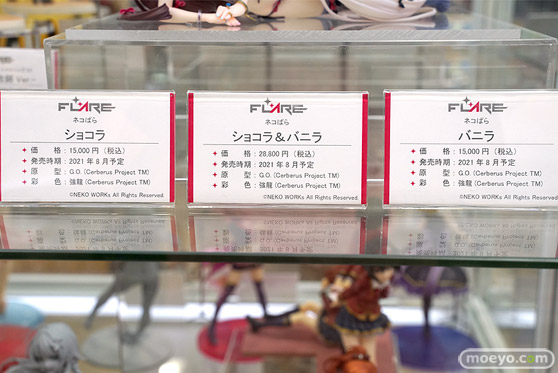 FLARE
ネコぱら
ショコラ
価　　格：15,000円（税込）
発売時期：2021年8月予定
原　　型：G.O.(Cerberus Project TM)
彩　　色：強龍(Cerberus Project TM)
©NEKO WORKs All Rights Reserved.
FLARE
ネコぱら
ショコラ＆バニラ
価　　格：28,800円（税込）
発売時期：2021年8月予定
原　　型：G.O.(Cerberus Project TM)
彩　　色：強龍(Cerberus Project TM)
©NEKO WORKs All Rights Reserved.
FLARE
ネコぱら
バニラ
価　　格：15,000円（税込）
発売時期：2021年8月予定
原　　型：G.O.(Cerberus Project TM)
彩　　色：強龍(Cerberus Project TM)
©NEKO WORKs All Rights Reserved.
moeyo.com